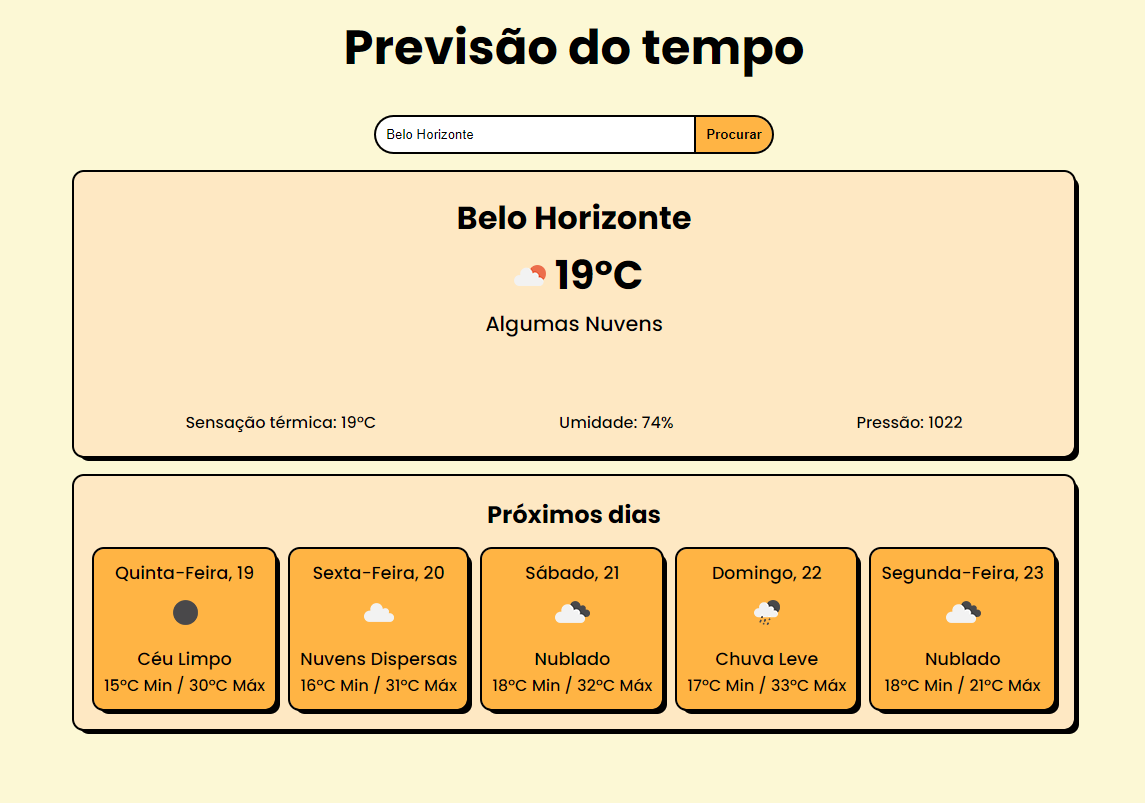 Previsão do tempo
Belo Horizonte
Procurar
Belo Horizonte
19ºC
Algumas Nuvens
Sensação térmica: 19ºC
Umidade: 74%
Pressão: 1022
Próximos dias
Quinta-Feira, 19
Céu Limpo
15ºC Min / 30ºC Máx
Sexta-Feira, 20
Nuvens Dispersas
16ºC Min / 31ºC Máx
Sábado, 21
Nublado
18ºC Min / 32ºC Máx
Domingo, 22
Chuva Leve
17ºC Min / 33ºC Máx
Segunda-Feira, 23
Nublado
18ºC Min / 21ºC Máx